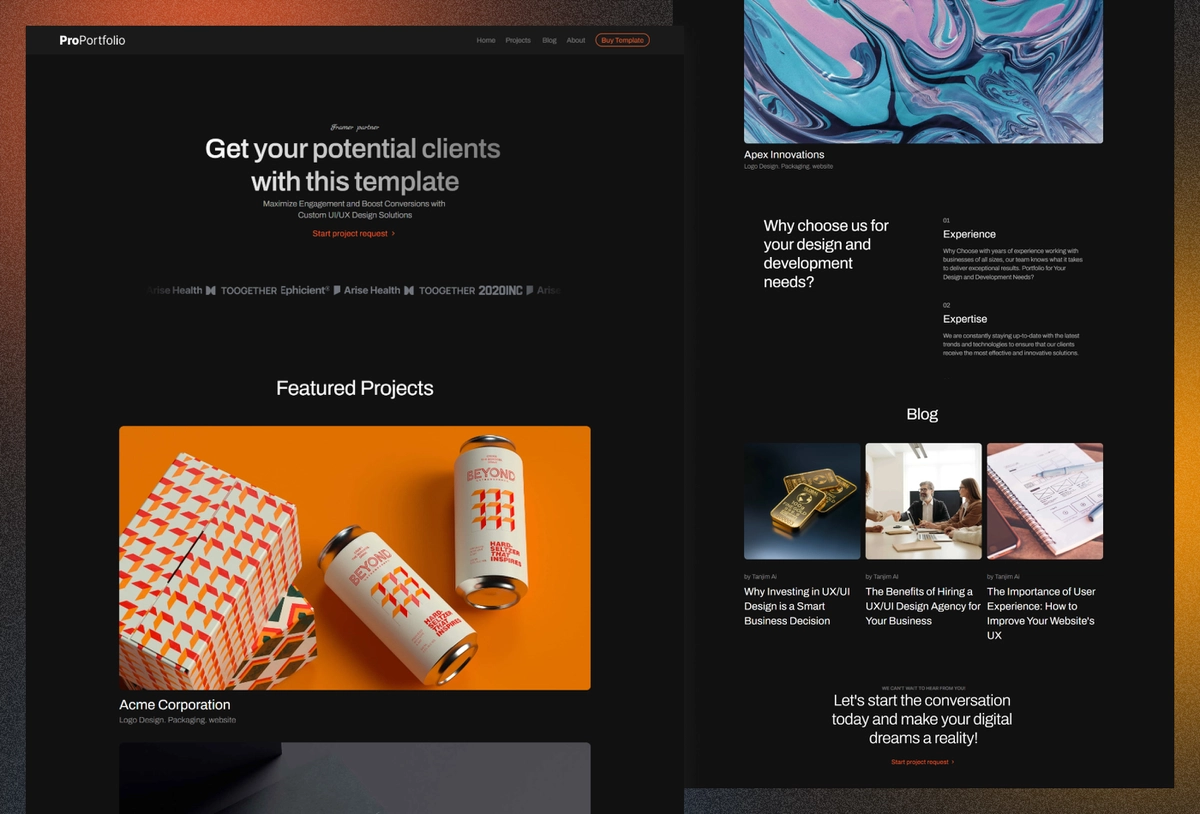 ProPortfolio
Home Projects Blog About Buy Template
Framer partner
Get your potential clients
with this template
Maximize Engagement and Boost Conversions with
Custom UI/UX Design Solutions
Start project request >
Arise Health TOOGETHER Ephicient® Arise Health TOOGETHER 2020INC Aris
Featured Projects
BEYOND
HARD-
SELTZER
THAT
INSPIRES
BEYOND
HARD-
SELTZER
THAT
INSPIRES
Acme Corporation
Logo Design. Packaging. website
Apex Innovations
Logo Design. Packaging. website
Why choose us for
your design and
development
needs?
01
Experience
Why Choose with years of experience working with
businesses of all sizes, our team knows what it takes
to deliver exceptional results. Portfolio for Your
Design and Development Needs?
02
Expertise
We are constantly staying up-to-date with the latest
trends and technologies to ensure that our clients
receive the most effective and innovative solutions.
Blog
by Tanjim Al
Why Investing in UX/UI
Design is a Smart
Business Decision
by Tanjim Al
The Benefits of Hiring a
UX/UI Design Agency for
Your Business
by Tanjim Al
The Importance of User
Experience: How to
Improve Your Website's
UX
WE CAN'T WAIT TO HEAR FROM YOU!
Let's start the conversation
today and make your digital
dreams a reality!
Start project request >